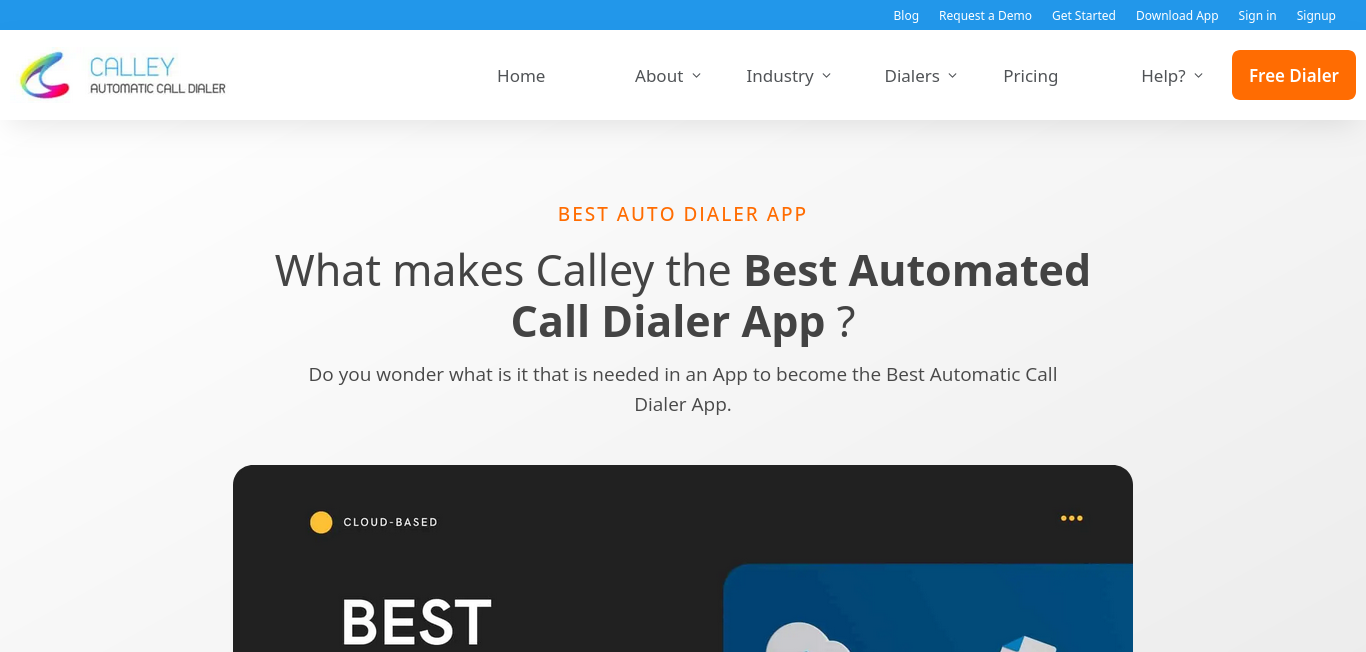 Blog Request a Demo Get Started Download App Sign in Signup
CALLEY
AUTOMATIC CALL DIALER
Home About Industry Dialers Pricing Help? Free Dialer
BEST AUTO DIALER APP
What makes Calley the Best Automated
Call Dialer App ?
Do you wonder what is it that is needed in an App to become the Best Automatic Call
Dialer App.
CLOUD-BASED
BEST